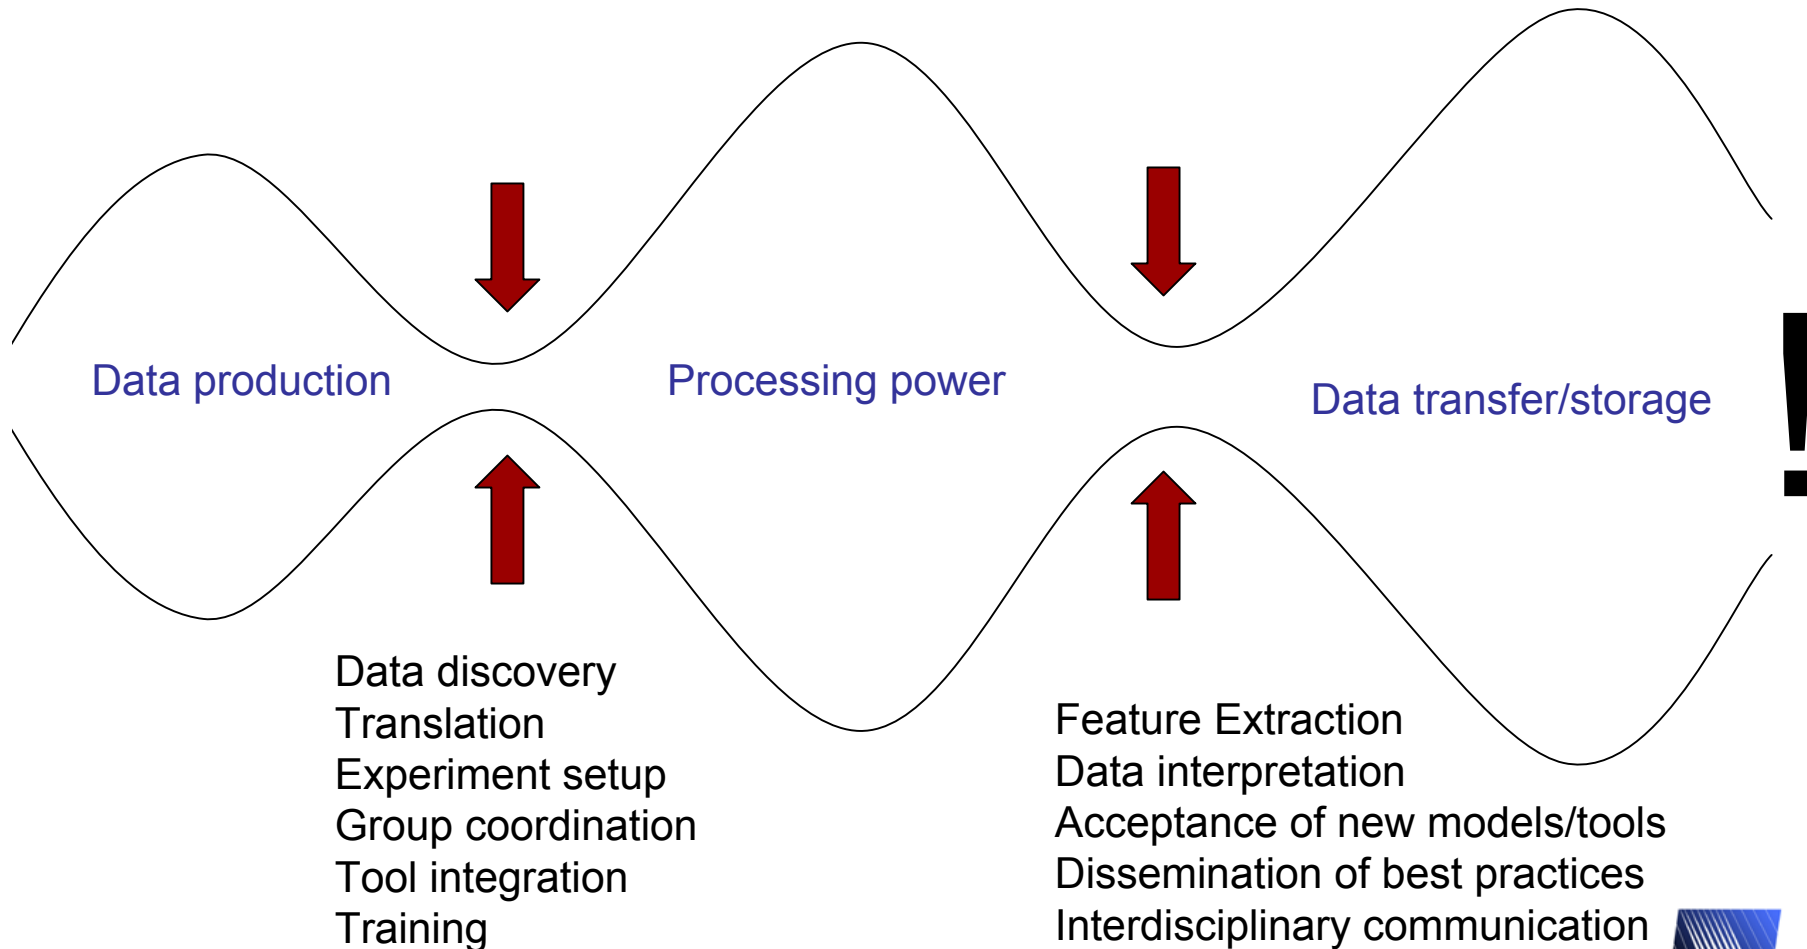 Data production
Processing power
Data transfer/storage
!
Data discovery
Translation
Experiment setup
Group coordination
Tool integration
Training
Feature Extraction
Data interpretation
Acceptance of new models/tools
Dissemination of best practices
Interdisciplinary communication